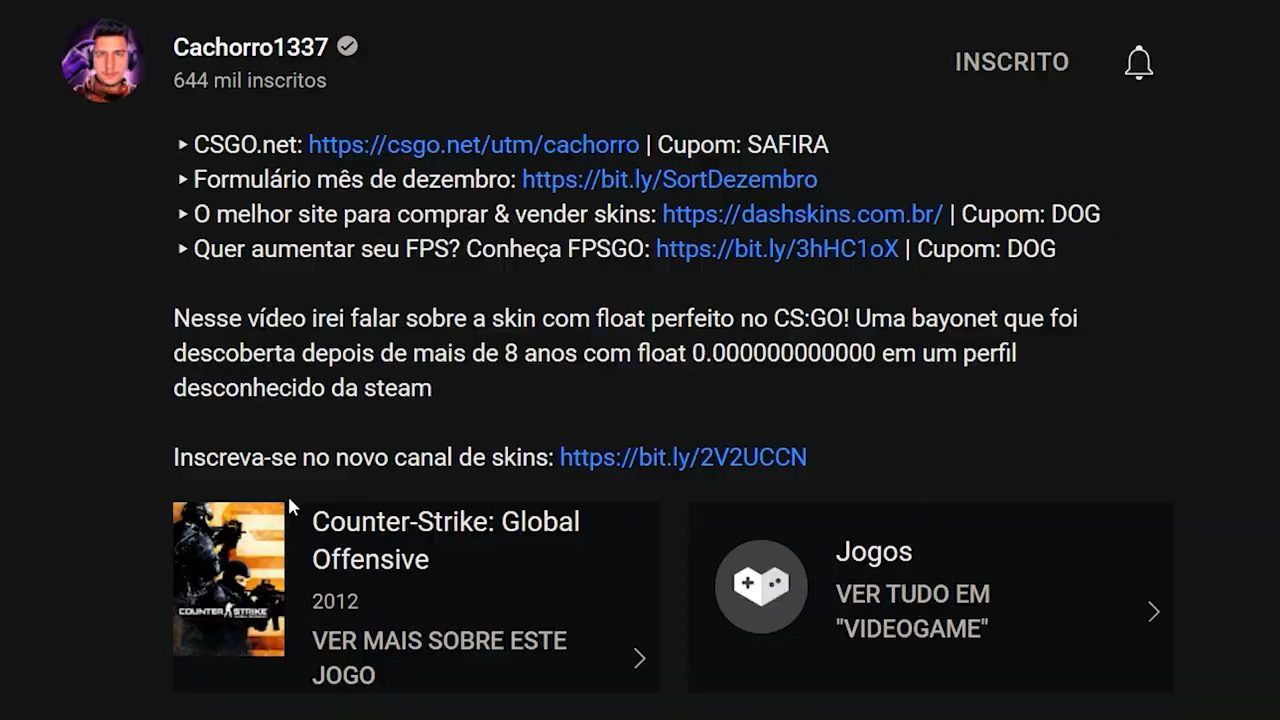 Cachorro1337
644 mil inscritos
INSCRITO
‣ CSGO.net: https://csgo.net/utm/cachorro | Cupom: SAFIRA
‣ Formulário mês de dezembro: https://bit.ly/SortDezembro
‣ O melhor site para comprar & vender skins: https://dashskins.com.br/ | Cupom: DOG
‣ Quer aumentar seu FPS? Conheça FPSGO: https://bit.ly/3hHC1oX | Cupom: DOG
Nesse vídeo irei falar sobre a skin com float perfeito no CS:GO! Uma bayonet que foi
descoberta depois de mais de 8 anos com float 0.000000000000 em um perfil
desconhecido da steam
Inscreva-se no novo canal de skins: https://bit.ly/2V2UCCN
COUNTER STRIKE
Counter-Strike: Global
Offensive
2012
VER MAIS SOBRE ESTE
JOGO
Jogos
VER TUDO EM
"VIDEOGAME"